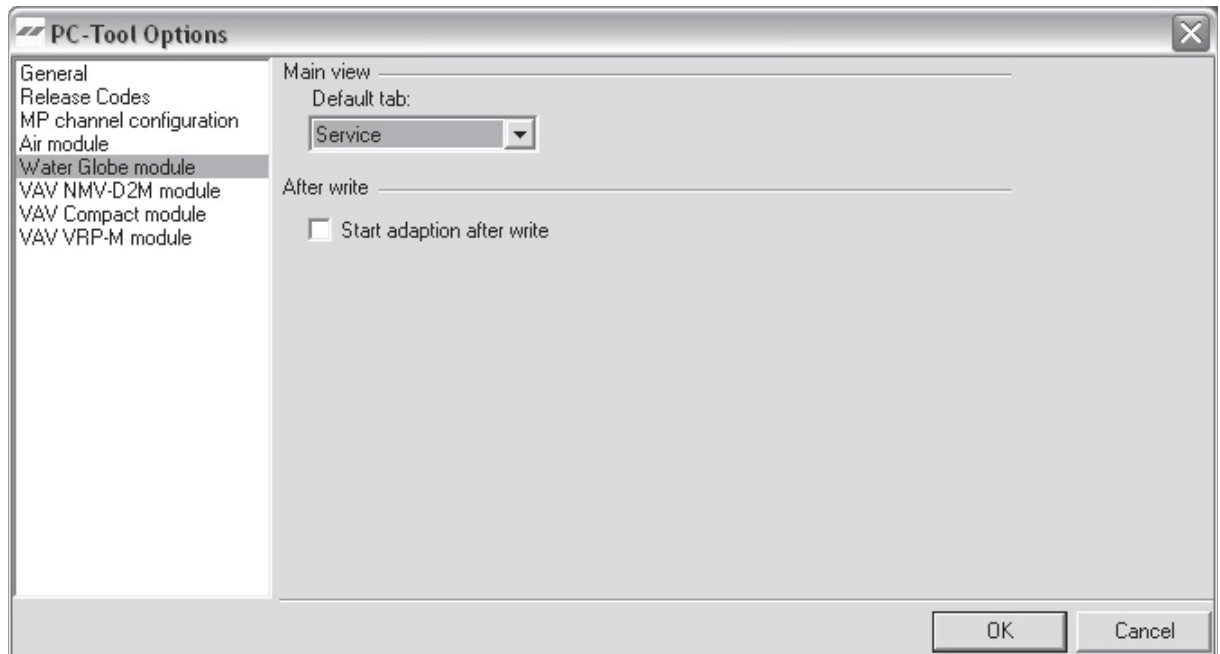 PC-Tool Options
General
Release Codes
MP channel configuration
Air module
Water Globe module
VAV NMV-D2M module
VAV Compact module
VAV VRP-M module
Main view
Default tab:
Service
After write
Start adaption after write
OK
Cancel